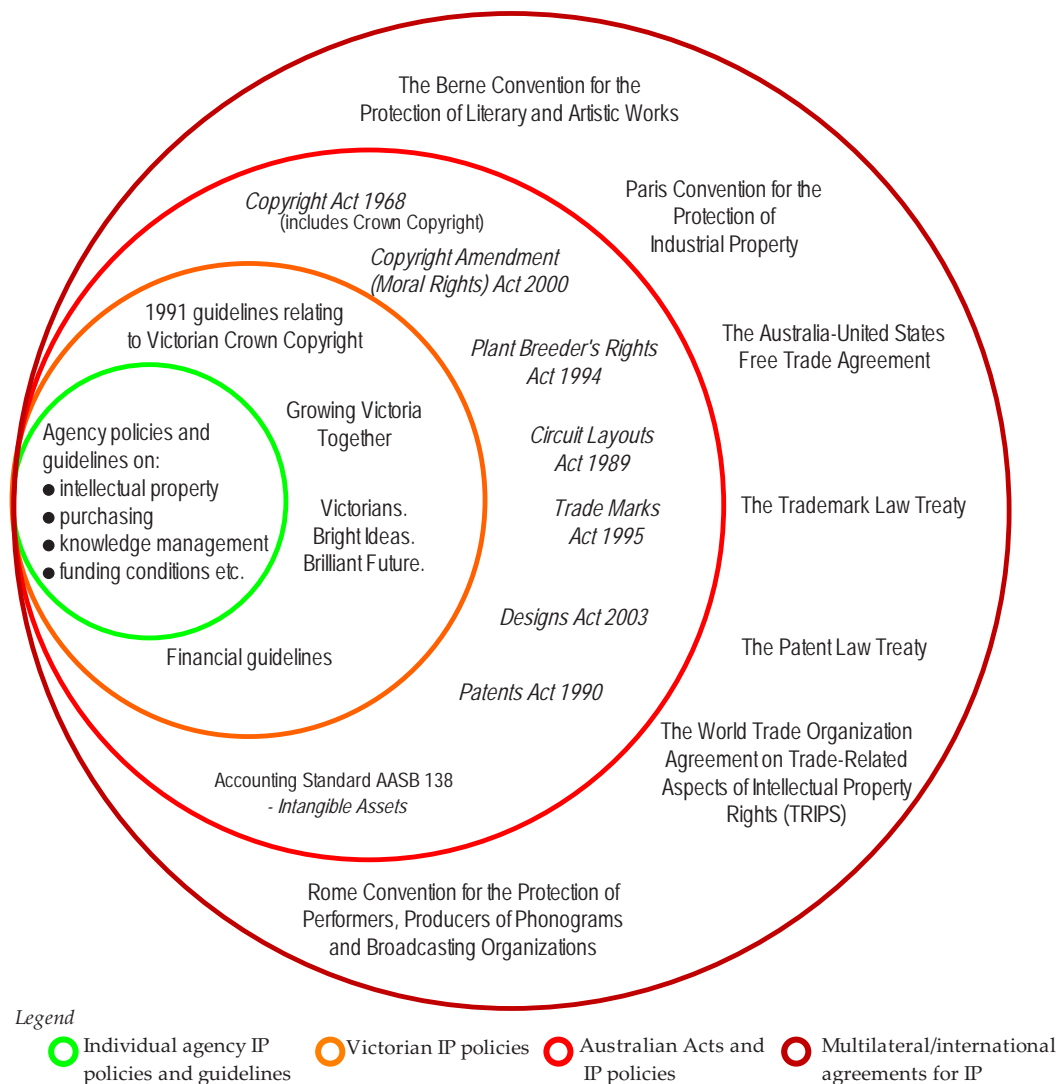 The Berne Convention for the
Protection of Literary and Artistic Works
Copyright Act 1968
(includes Crown Copyright)
Paris Convention for the
Protection of
Industrial Property
Copyright Amendment
(Moral Rights) Act 2000
1991 guidelines relating
to Victorian Crown Copyright
Plant Breeder's Rights
Act 1994
The Australia-United States
Free Trade Agreement
Growing Victoria
Together
Agency policies and
guidelines on:
● intellectual property
● purchasing
● knowledge management
● funding conditions etc.
Circuit Layouts
Act 1989
Victorians.
Bright Ideas.
Brilliant Future.
Trade Marks
Act 1995
The Trademark Law Treaty
Designs Act 2003
Financial guidelines
The Patent Law Treaty
Patents Act 1990
The World Trade Organization
Agreement on Trade-Related
Aspects of Intellectual Property
Rights (TRIPS)
Accounting Standard AASB 138
- Intangible Assets
Rome Convention for the Protection of
Performers, Producers of Phonograms
and Broadcasting Organizations
Legend
Individual agency IP
policies and guidelines
Victorian IP policies
Australian Acts and
IP policies
Multilateral/international
agreements for IP